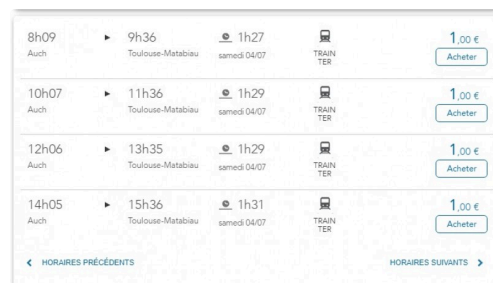 8h09 9h36 1h27 1,00 €
Auch Toulouse-Matabiau samedi 04/07 TRAIN TER Acheter
10h07 11h36 1h29 1,00 €
Auch Toulouse-Matabiau samedi 04/07 TRAIN TER Acheter
12h06 13h35 1h29 1,00 €
Auch Toulouse-Matabiau samedi 04/07 TRAIN TER Acheter
14h05 15h36 1h31 1,00 €
Auch Toulouse-Matabiau samedi 04/07 TRAIN TER Acheter
HORAIRES PRÉCÉDENTS HORAIRES SUIVANTS